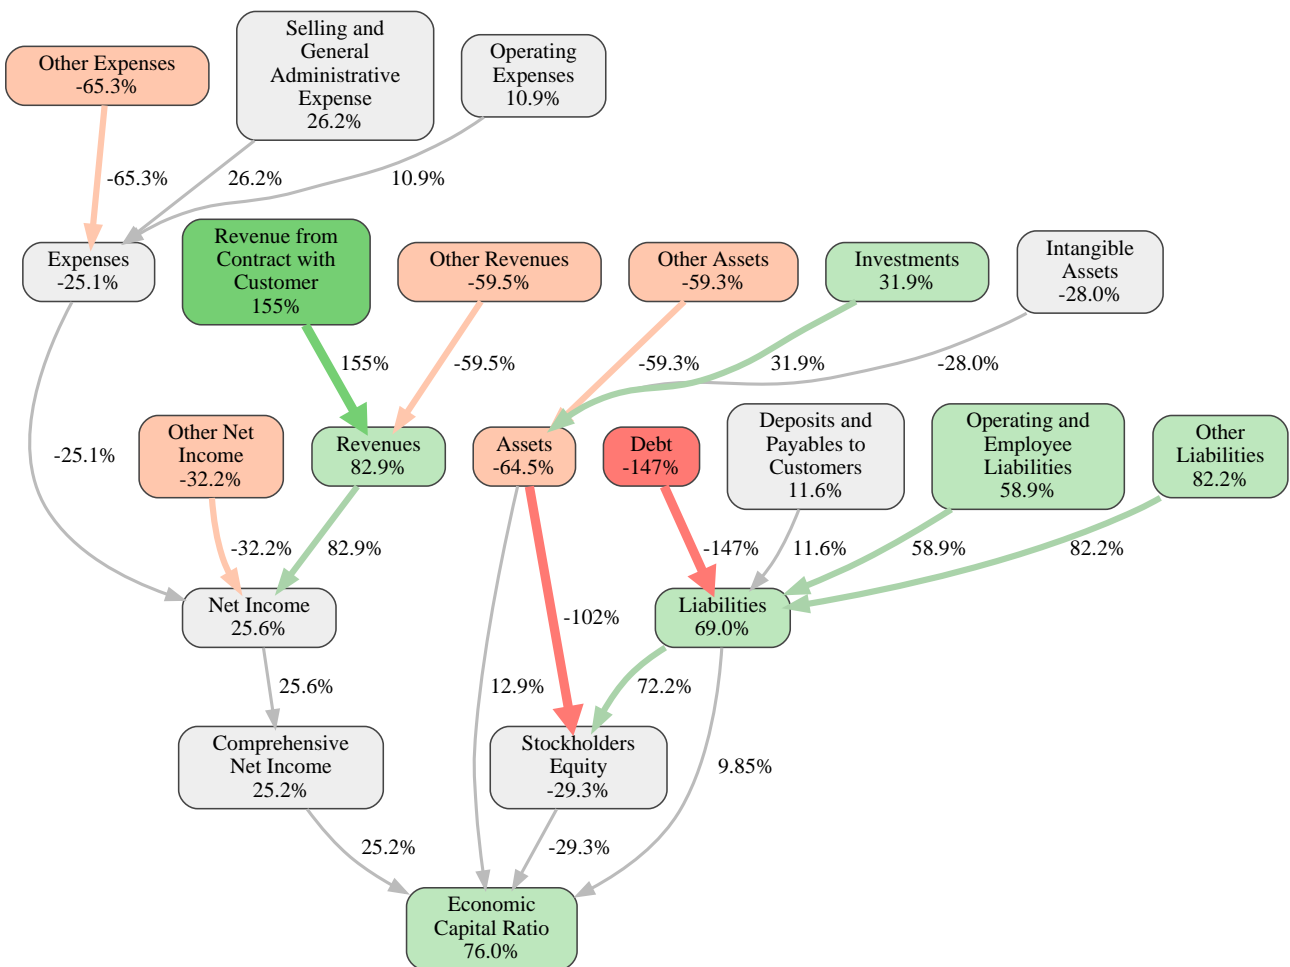 Other Expenses
-65.3%
Selling and
General
Administrative
Expense
26.2%
Operating
Expenses
10.9%
-65.3%
26.2%
10.9%
Expenses
-25.1%
Revenue from
Contract with
Customer
155%
Other Revenues
-59.5%
Other Assets
-59.3%
Investments
31.9%
Intangible
Assets
-28.0%
155%
-59.5%
-59.3%
31.9%
-28.0%
-25.1%
Other Net
Income
-32.2%
Revenues
82.9%
Assets
-64.5%
Debt
-147%
Deposits and
Payables to
Customers
11.6%
Operating and
Employee
Liabilities
58.9%
Other
Liabilities
82.2%
-32.2%
82.9%
-147%
11.6%
58.9%
82.2%
Net Income
25.6%
-102%
Liabilities
69.0%
25.6%
12.9%
72.2%
Comprehensive
Net Income
25.2%
Stockholders
Equity
-29.3%
9.85%
25.2%
-29.3%
Economic
Capital Ratio
76.0%